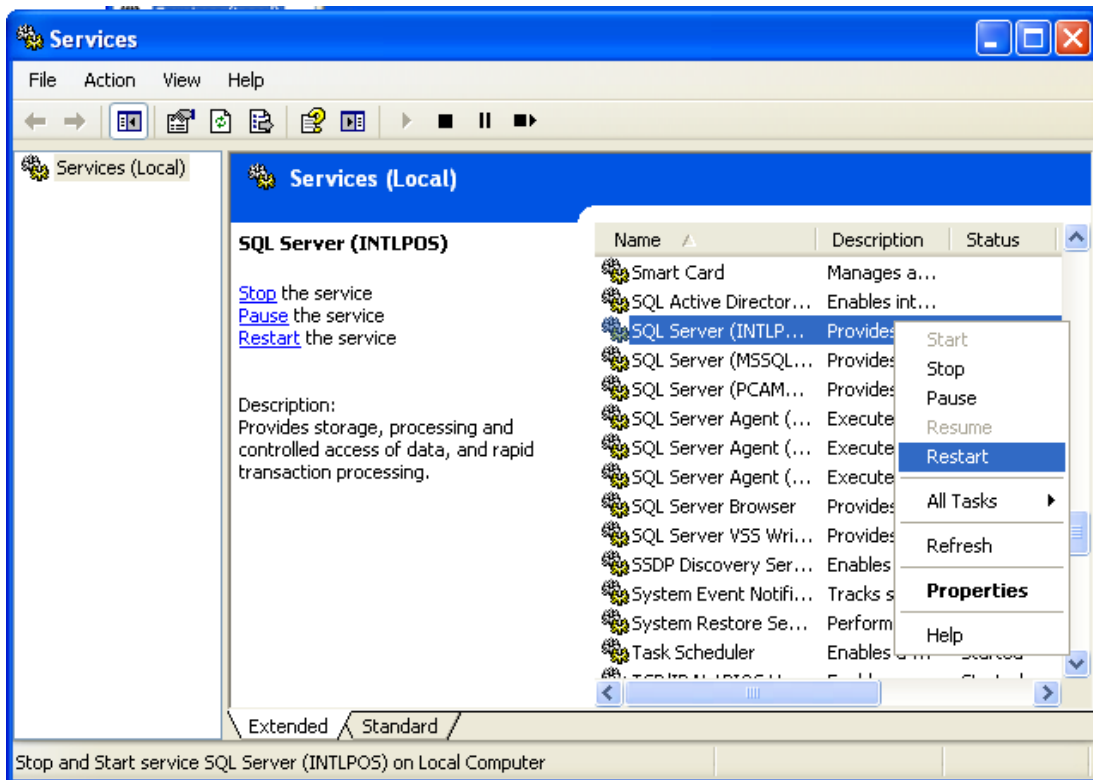 Services
File Action View Help
Services (Local)
Services (Local)
SQL Server (INTLPOS)
Stop the service
Pause the service
Restart the service
Description:
Provides storage, processing and
controlled access of data, and rapid
transaction processing.
Name Description Status
Smart Card Manages a...
SQL Active Director... Enables int...
SQL Server (INTLP... Provides
SQL Server (MSSQL... Provides
SQL Server (PCAM... Provides
SQL Server Agent (... Execute
SQL Server Agent (... Execute
SQL Server Agent (... Execute
SQL Server Browser Provides
SQL Server VSS Wri... Provides
SSDP Discovery Ser... Enables
System Event Notifi... Tracks s
System Restore Se... Perform
Task Scheduler Enables
Start
Stop
Pause
Resume
Restart
All Tasks
Refresh
Properties
Help
Extended Standard
Stop and Start service SQL Server (INTLPOS) on Local Computer